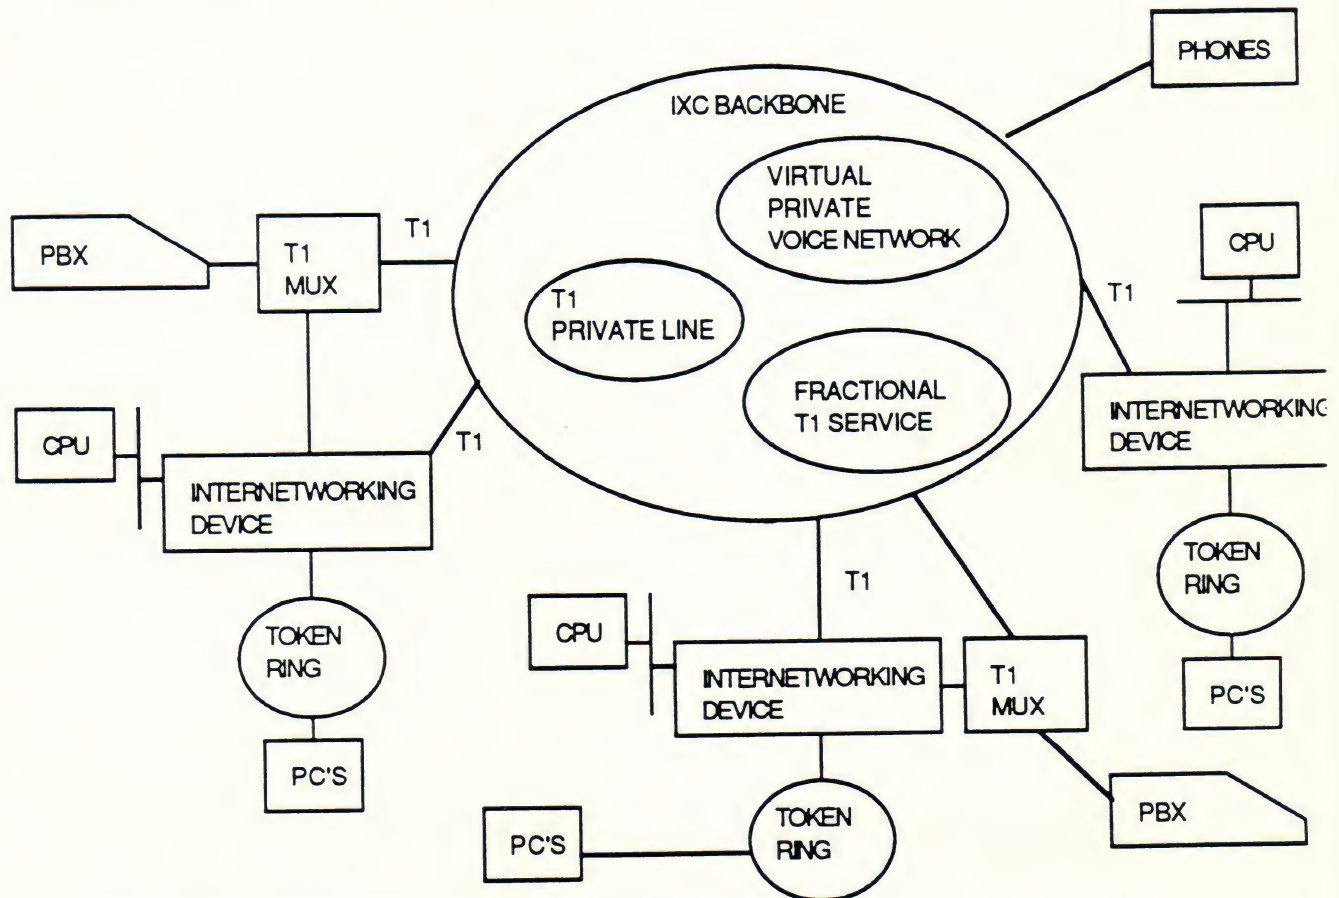 PHONES
IXC BACKBONE
VIRTUAL
PRIVATE
VOICE NETWORK
T1
PRIVATE LINE
FRACTIONAL
T1 SERVICE
PBX
T1
MUX
T1
CPU
T1
INTERNETWORKING
DEVICE
TOKEN
RING
PC'S
CPU
T1
INTERNETWORKING
DEVICE
TOKEN
RING
PC'S
T1
CPU
INTERNETWORKING
DEVICE
T1
MUX
PBX
TOKEN
RING
PC'S